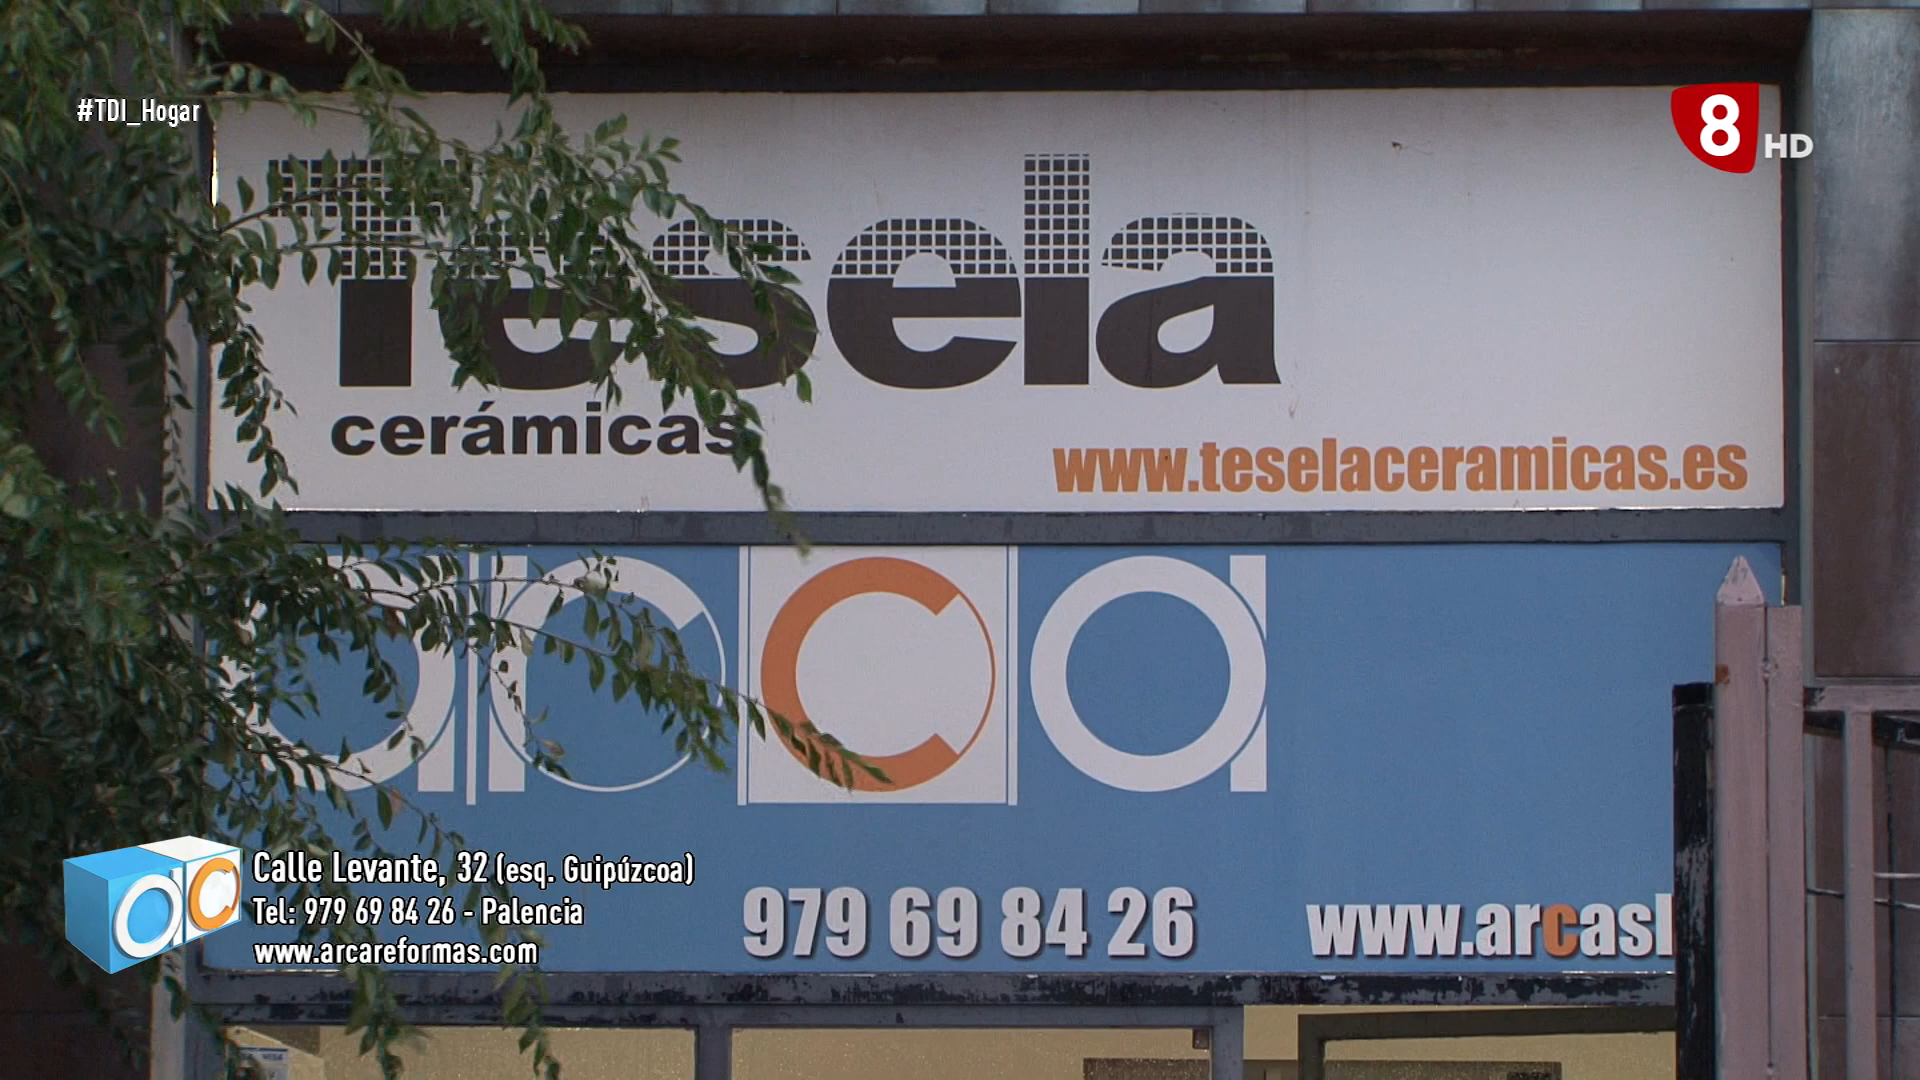 #TDI_Hogar
8 HD
Tesela
cerámicas
www.teselaceramicas.es
arca
979 69 84 26
www.arcasl
ac
Calle Levante, 32 (esq. Guipúzcoa)
Tel: 979 69 84 26 - Palencia
www.arcareformas.com